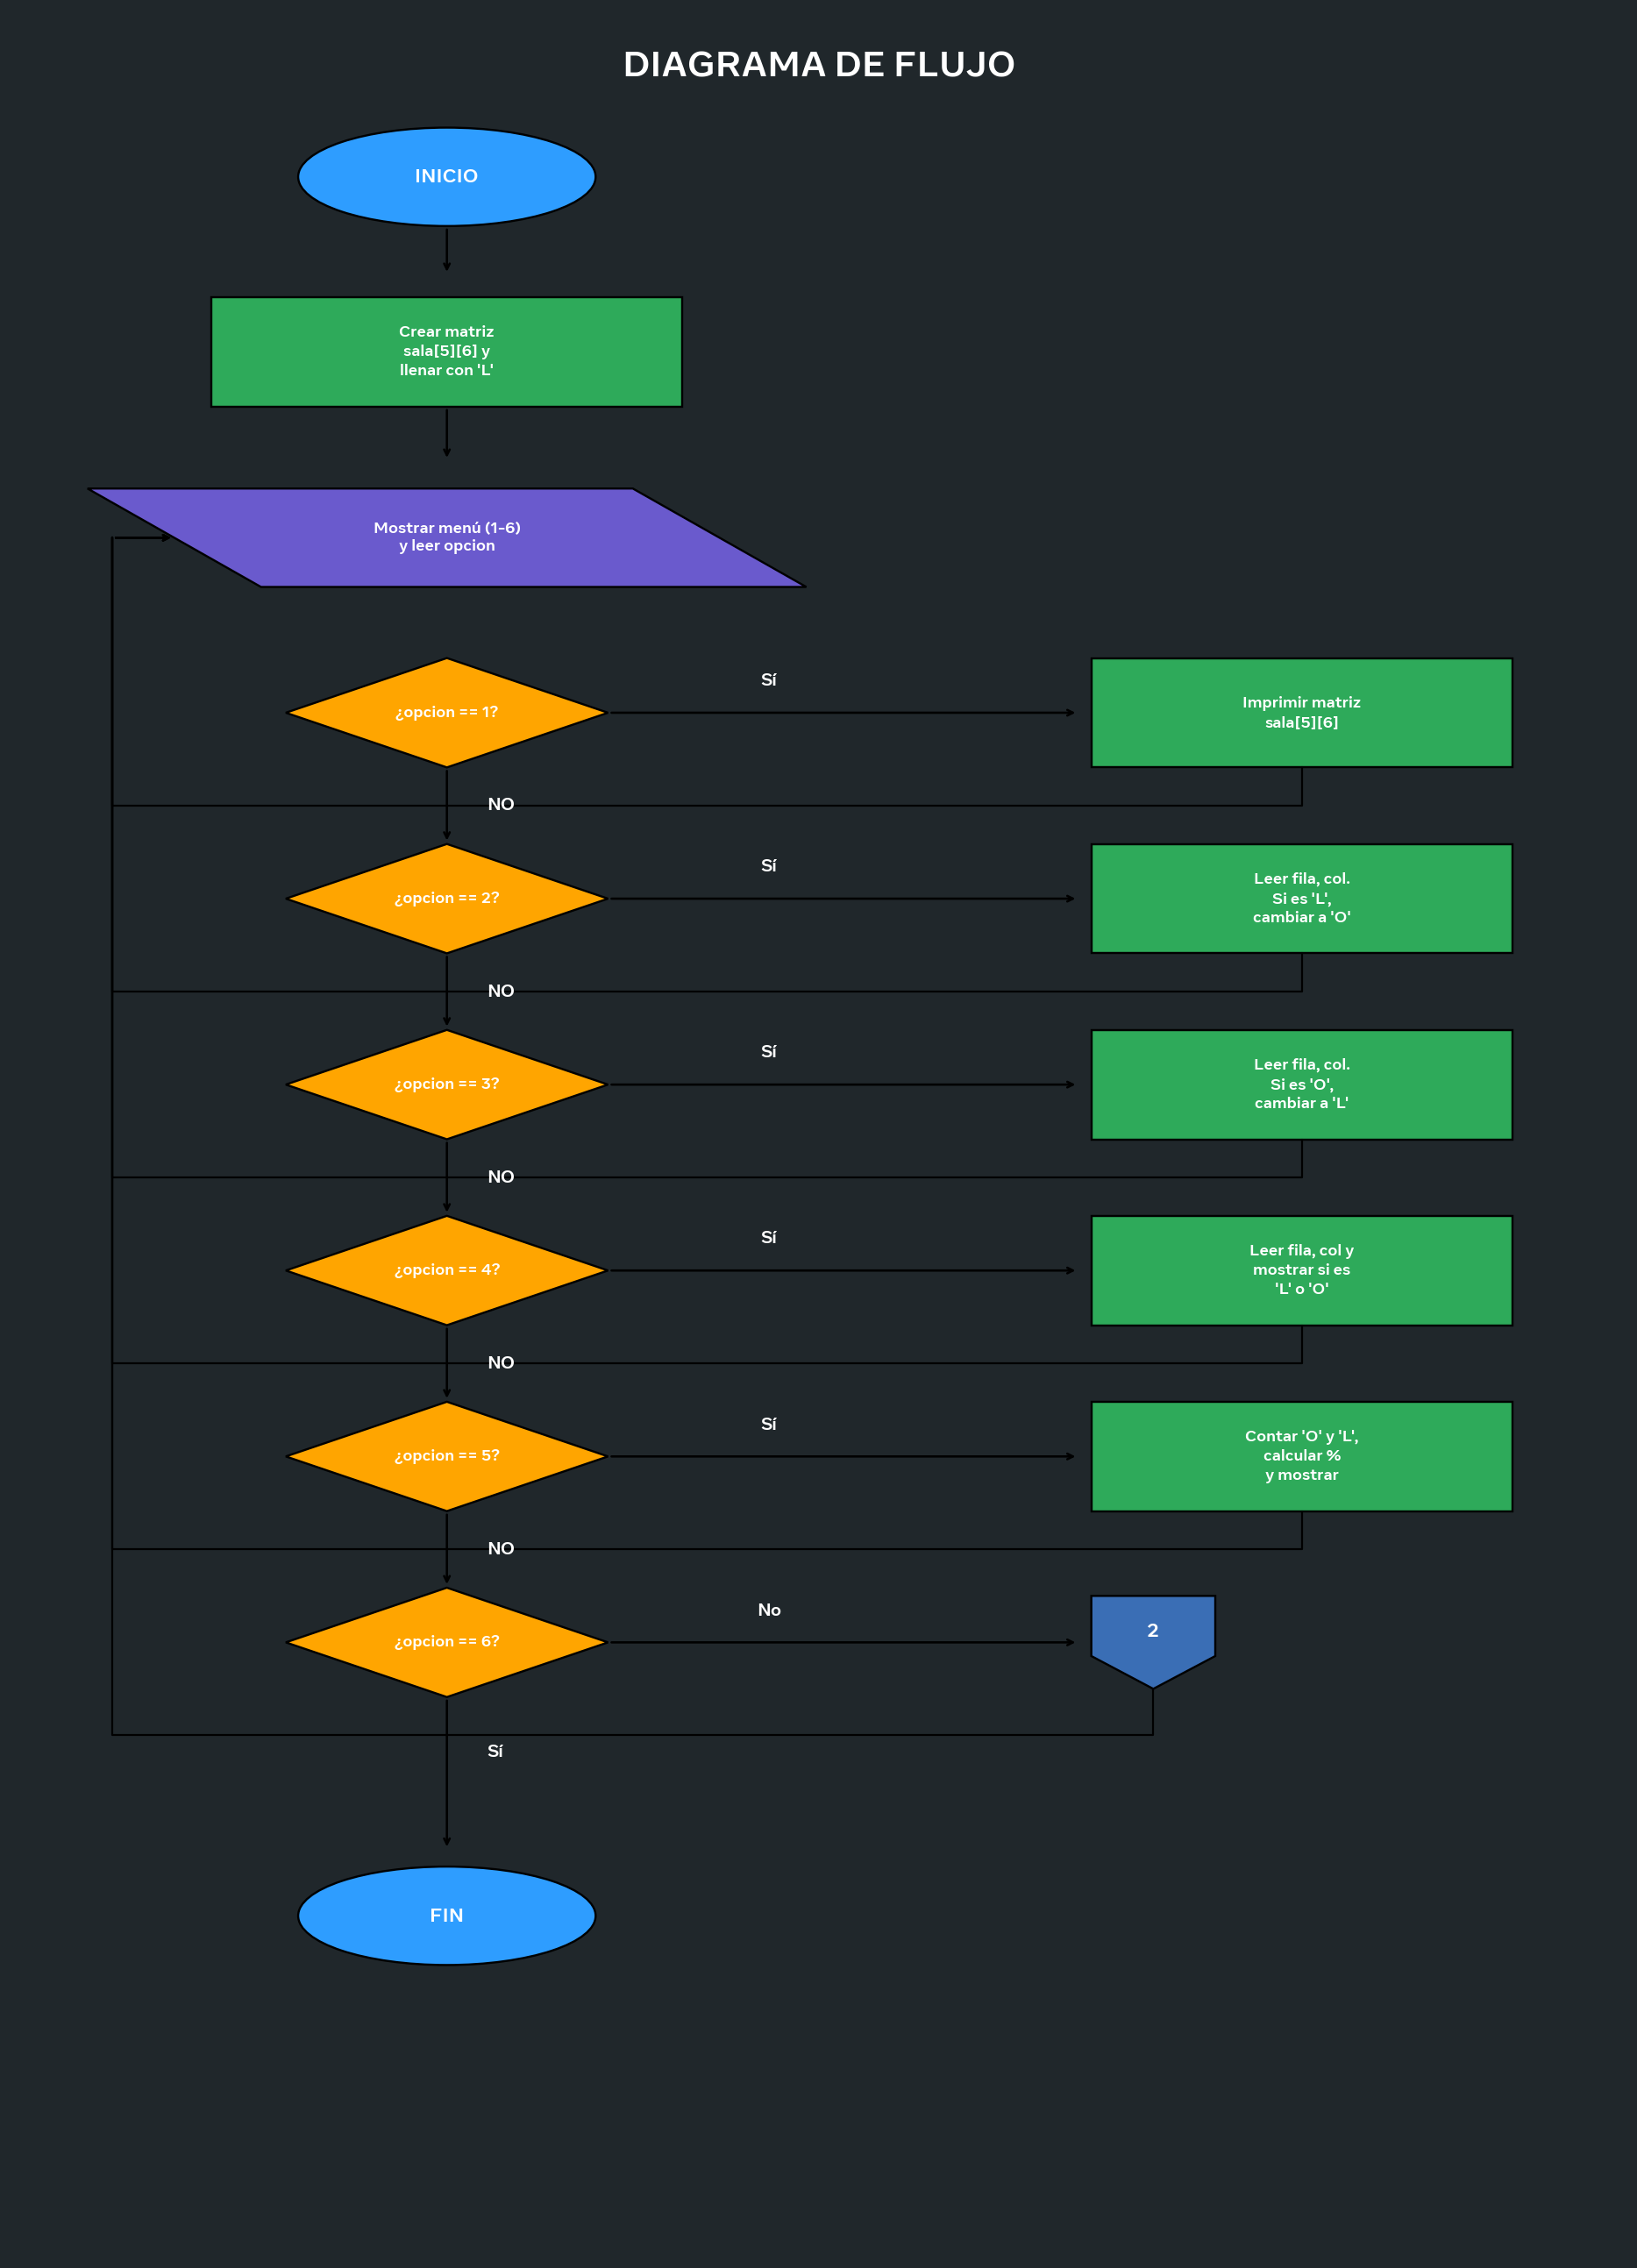 DIAGRAMA DE FLUJO
INICIO
Crear matriz
sala[5][6] y
llenar con 'L'
Mostrar menú (1-6)
y leer opcion
¿opcion == 1?
Sí
Imprimir matriz
sala[5][6]
NO
¿opcion == 2?
Sí
Leer fila, col.
Si es 'L',
cambiar a 'O'
NO
¿opcion == 3?
Sí
Leer fila, col.
Si es 'O',
cambiar a 'L'
NO
¿opcion == 4?
Sí
Leer fila, col y
mostrar si es
'L' o 'O'
NO
¿opcion == 5?
Sí
Contar 'O' y 'L',
calcular %
y mostrar
NO
¿opcion == 6?
No
2
Sí
FIN